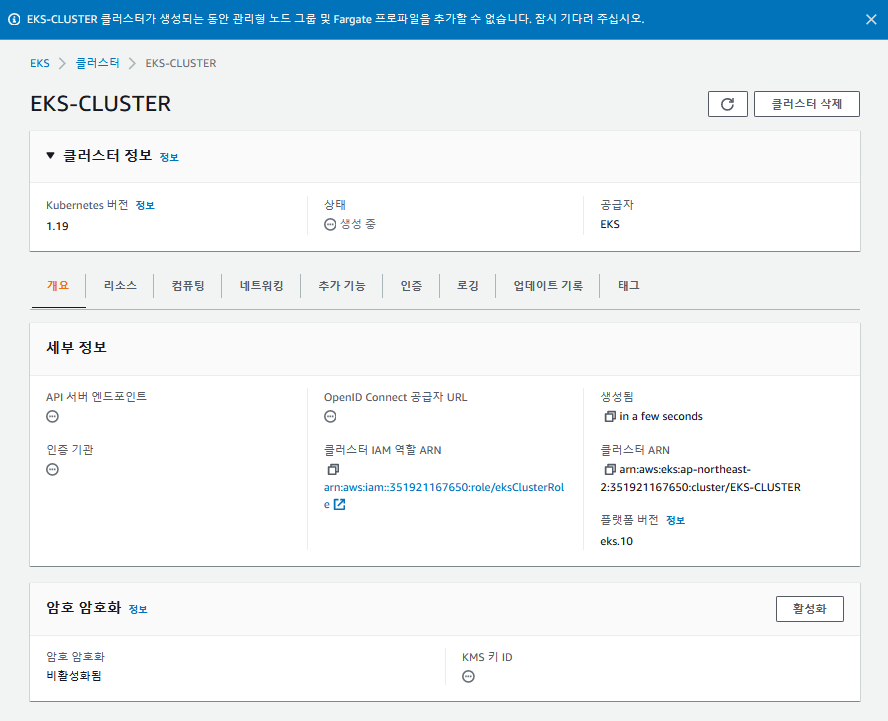 EKS-CLUSTER 클러스터가 생성되는 동안 관리형 노드 그룹 및 Fargate 프로파일을 추가할 수 없습니다. 잠시 기다려 주십시오.
EKS > 클러스터 > EKS-CLUSTER
EKS-CLUSTER
클러스터 삭제
▼ 클러스터 정보 정보
Kubernetes 버전 정보
1.19
상태
생성 중
공급자
EKS
개요 리소스 컴퓨팅 네트워킹 추가 기능 인증 로깅 업데이트 기록 태그
세부 정보
API 서버 엔드포인트
인증 기관
OpenID Connect 공급자 URL
클러스터 IAM 역할 ARN
arn:aws:iam::351921167650:role/eksClusterRol
e
생성됨
in a few seconds
클러스터 ARN
arn:aws:eks:ap-northeast-
2:351921167650:cluster/EKS-CLUSTER
플랫폼 버전 정보
eks.10
암호 암호화 정보
활성화
암호 암호화
비활성화됨
KMS 키 ID